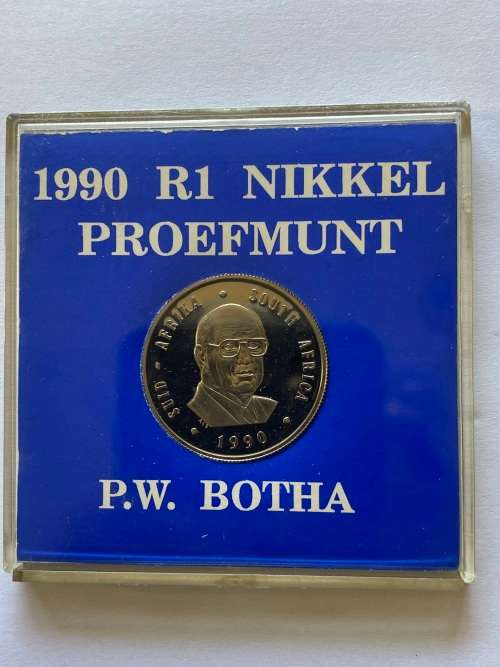 1990 R1 NIKKEL
PROEFMUNT
SUID-AFRIKA • SOUTH AFRICA
1990
P.W. BOTHA